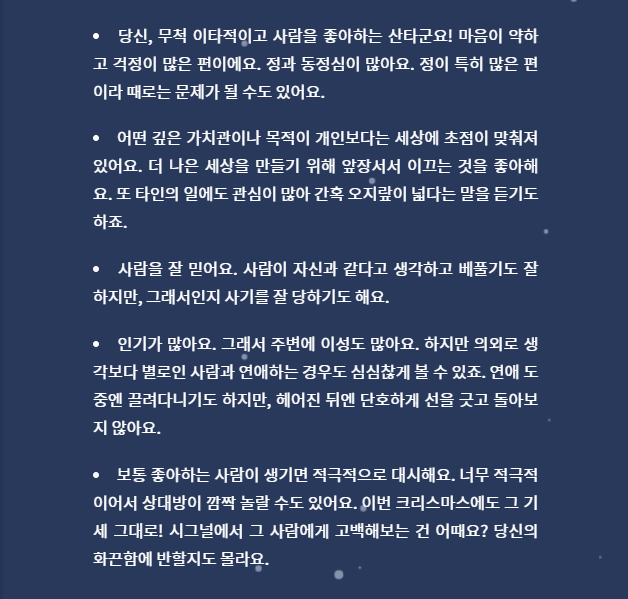 • 당신, 무척 이타적이고 사람을 좋아하는 산타군요! 마음이 약하
고 걱정이 많은 편이에요. 정과 동정심이 많아요. 정이 특히 많은 편
이라 때로는 문제가 될 수도 있어요.
• 어떤 깊은 가치관이나 목적이 개인보다는 세상에 초점이 맞춰져
있어요. 더 나은 세상을 만들기 위해 앞장서서 이끄는 것을 좋아해
요. 또 타인의 일에도 관심이 많아 간혹 오지랖이 넓다는 말을 듣기도
하죠.
• 사람을 잘 믿어요. 사람이 자신과 같다고 생각하고 베풀기도 잘
하지만, 그래서인지 사기를 잘 당하기도 해요.
• 인기가 많아요. 그래서 주변에 이성도 많아요. 하지만 의외로 생
각보다 별로인 사람과 연애하는 경우도 심심찮게 볼 수 있죠. 연애 도
중엔 끌려다니기도 하지만, 헤어진 뒤엔 단호하게 선을 긋고 돌아보
지 않아요.
• 보통 좋아하는 사람이 생기면 적극적으로 대시해요. 너무 적극적
이어서 상대방이 깜짝 놀랄 수도 있어요. 이번 크리스마스에도 그 기
세 그대로! 시그널에서 그 사람에게 고백해보는 건 어때요? 당신의
화끈함에 반할지도 몰라요.